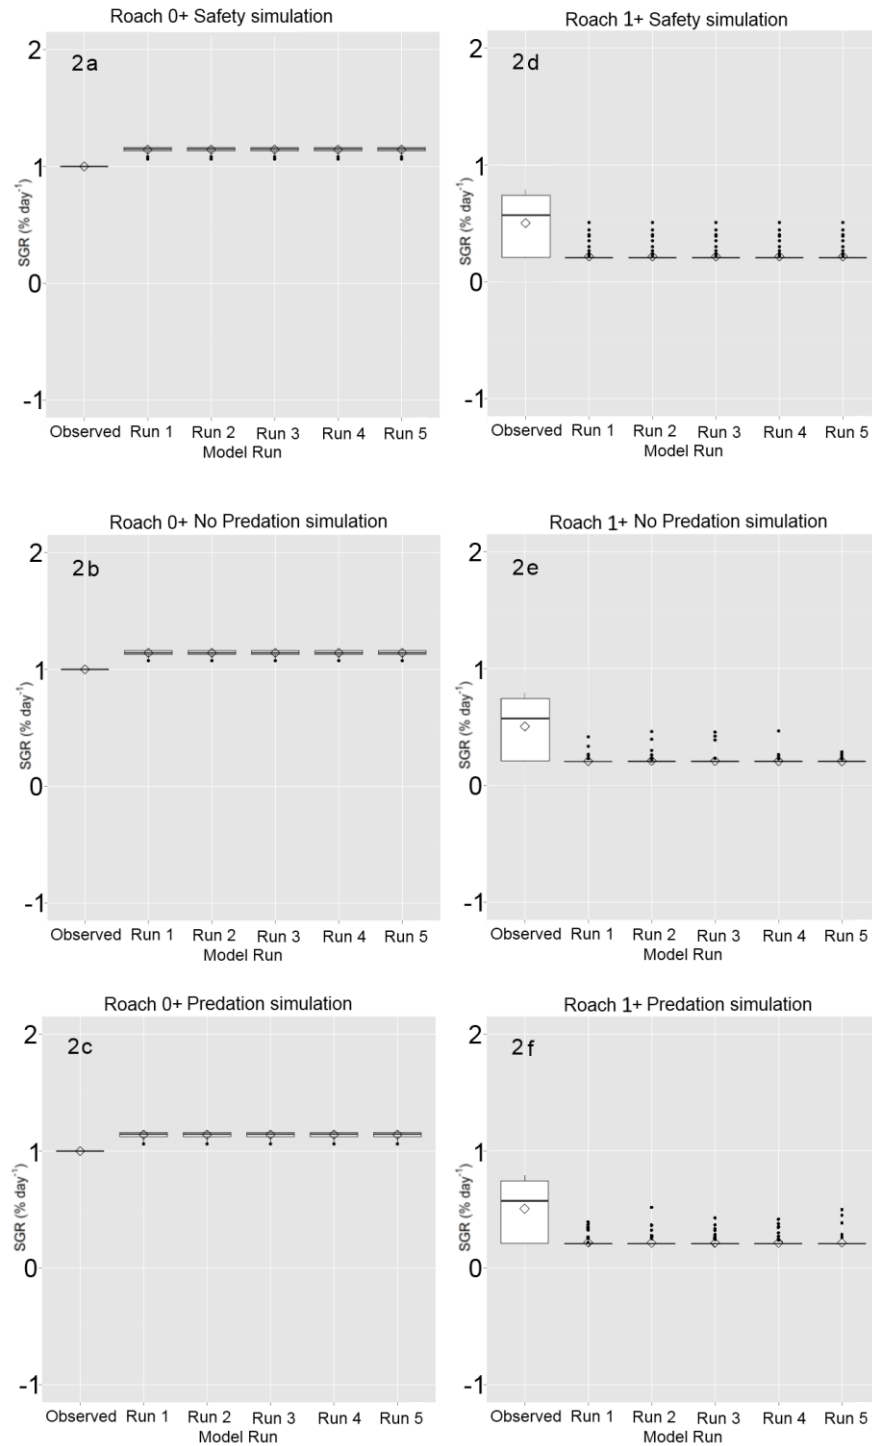 Roach 0+ Safety simulation
2a
2
1
0
-1
SGR (% day⁻¹)
Observed Run 1 Run 2 Run 3 Run 4 Run 5
Model Run
Roach 1+ Safety simulation
2d
2
1
0
-1
SGR (% day⁻¹)
Observed Run 1 Run 2 Run 3 Run 4 Run 5
Model Run
Roach 0+ No Predation simulation
2b
2
1
0
-1
SGR (% day⁻¹)
Observed Run 1 Run 2 Run 3 Run 4 Run 5
Model Run
Roach 1+ No Predation simulation
2e
2
1
0
-1
SGR (% day⁻¹)
Observed Run 1 Run 2 Run 3 Run 4 Run 5
Model Run
Roach 0+ Predation simulation
2c
2
1
0
-1
SGR (% day⁻¹)
Observed Run 1 Run 2 Run 3 Run 4 Run 5
Model Run
Roach 1+ Predation simulation
2f
2
1
0
-1
SGR (% day⁻¹)
Observed Run 1 Run 2 Run 3 Run 4 Run 5
Model Run